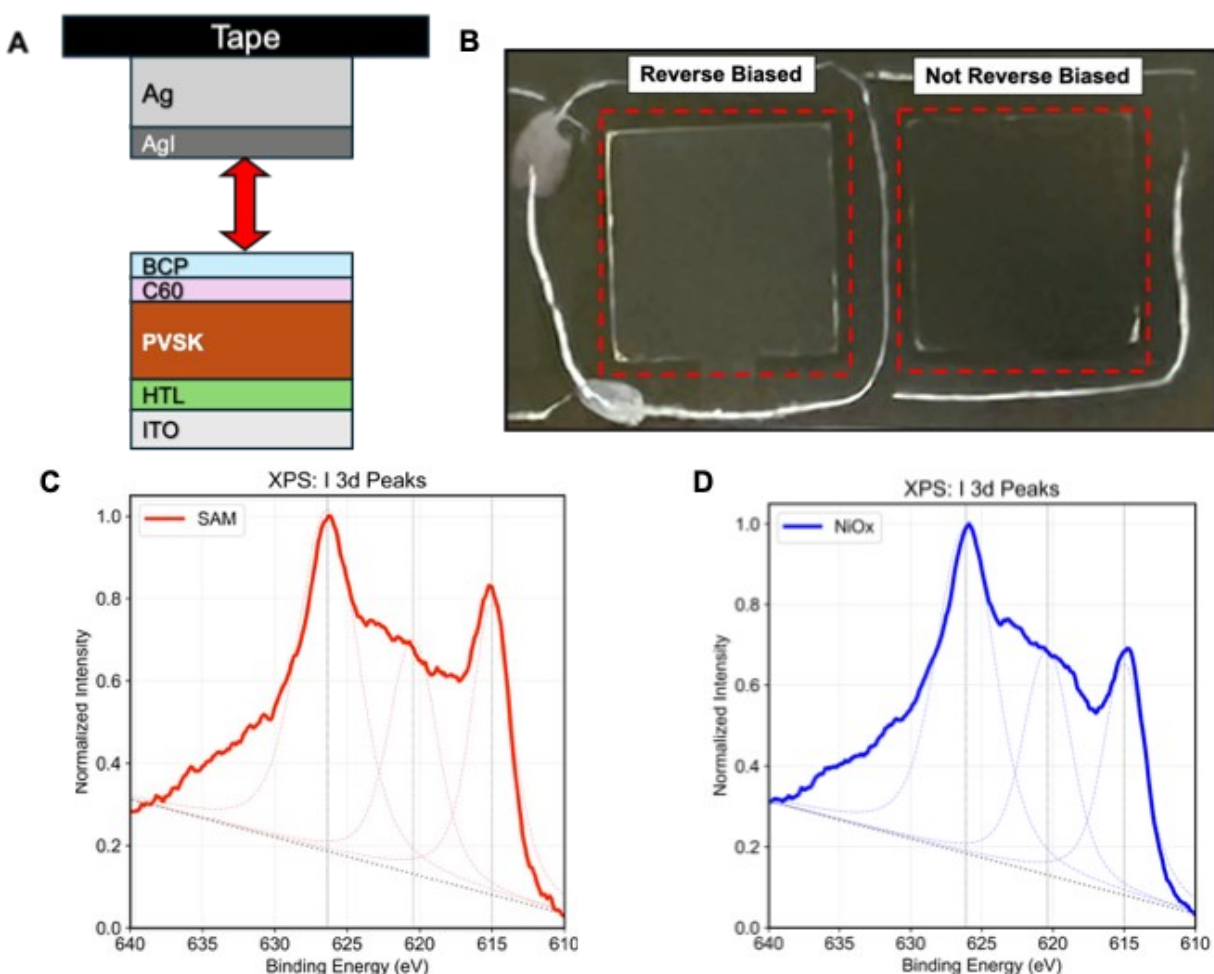 A
Tape
Ag
AgI
BCP
C60
PVSK
HTL
ITO
B
Reverse Biased
Not Reverse Biased
C
XPS: I 3d Peaks
SAM
Normalized Intensity
1.0
0.8
0.6
0.4
0.2
0.0
640
635
630
625
620
615
610
Binding Energy (eV)
D
XPS: I 3d Peaks
NiOx
Normalized Intensity
1.0
0.8
0.6
0.4
0.2
0.0
640
635
630
625
620
615
610
Binding Energy (eV)